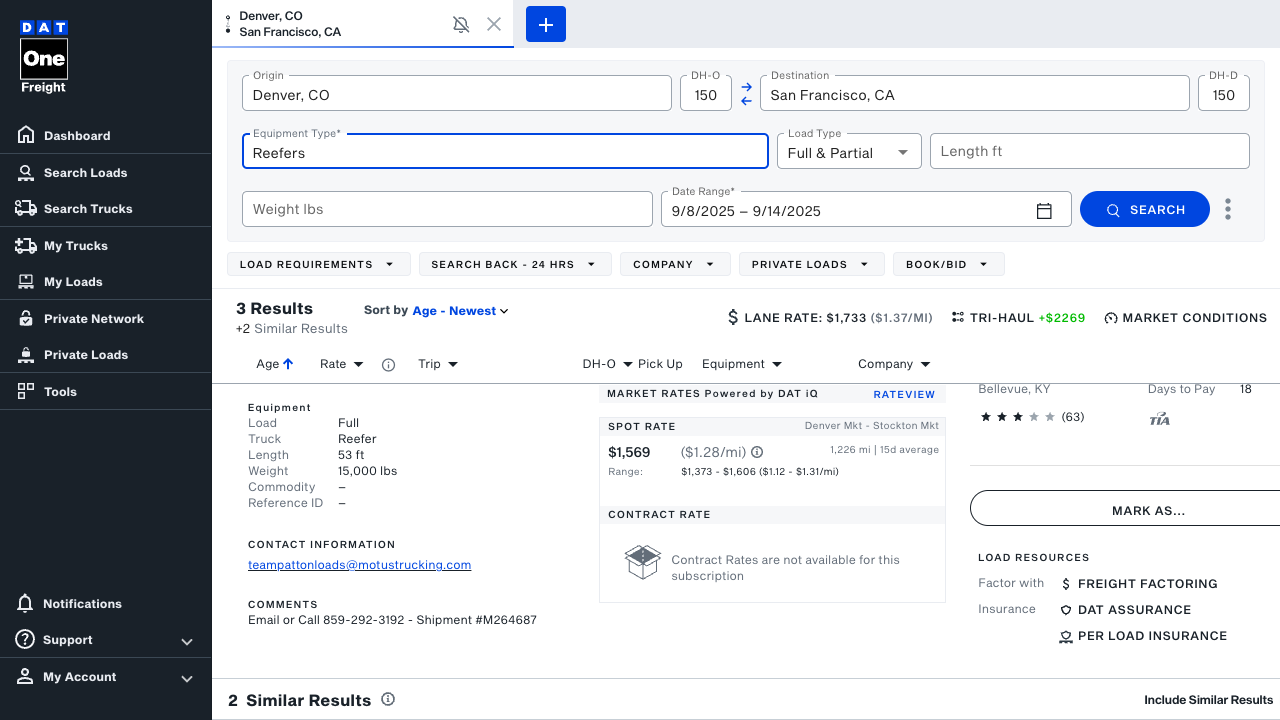 DAT
One
Freight
Dashboard
Search Loads
Search Trucks
My Trucks
My Loads
Private Network
Private Loads
Tools
Notifications
Support
My Account
Denver, CO
San Francisco, CA
Origin
Denver, CO
DH-O
150
Destination
San Francisco, CA
DH-D
150
Equipment Type*
Reefers
Load Type
Full & Partial
Length ft
Weight lbs
Date Range*
9/8/2025 – 9/14/2025
SEARCH
LOAD REQUIREMENTS
SEARCH BACK - 24 HRS
COMPANY
PRIVATE LOADS
BOOK/BID
3 Results
+2 Similar Results
Sort by Age - Newest
LANE RATE: $1,733 ($1.37/MI)
TRI-HAUL +$2269
MARKET CONDITIONS
Age Rate Trip DH-O Pick Up Equipment Company
Equipment
Load Full
Truck Reefer
Length 53 ft
Weight 15,000 lbs
Commodity –
Reference ID –
CONTACT INFORMATION
teampattonloads@motustrucking.com
COMMENTS
Email or Call 859-292-3192 - Shipment #M264687
MARKET RATES Powered by DAT iQ RATEVIEW
SPOT RATE Denver Mkt - Stockton Mkt
$1,569 ($1.28/mi) 1,226 mi | 15d average
Range: $1,373 - $1,606 ($1.12 - $1.31/mi)
CONTRACT RATE
Contract Rates are not available for this
subscription
Bellevue, KY
(63)
Days to Pay 18
TIA
MARK AS...
LOAD RESOURCES
Factor with $ FREIGHT FACTORING
Insurance DAT ASSURANCE
PER LOAD INSURANCE
2 Similar Results
Include Similar Results